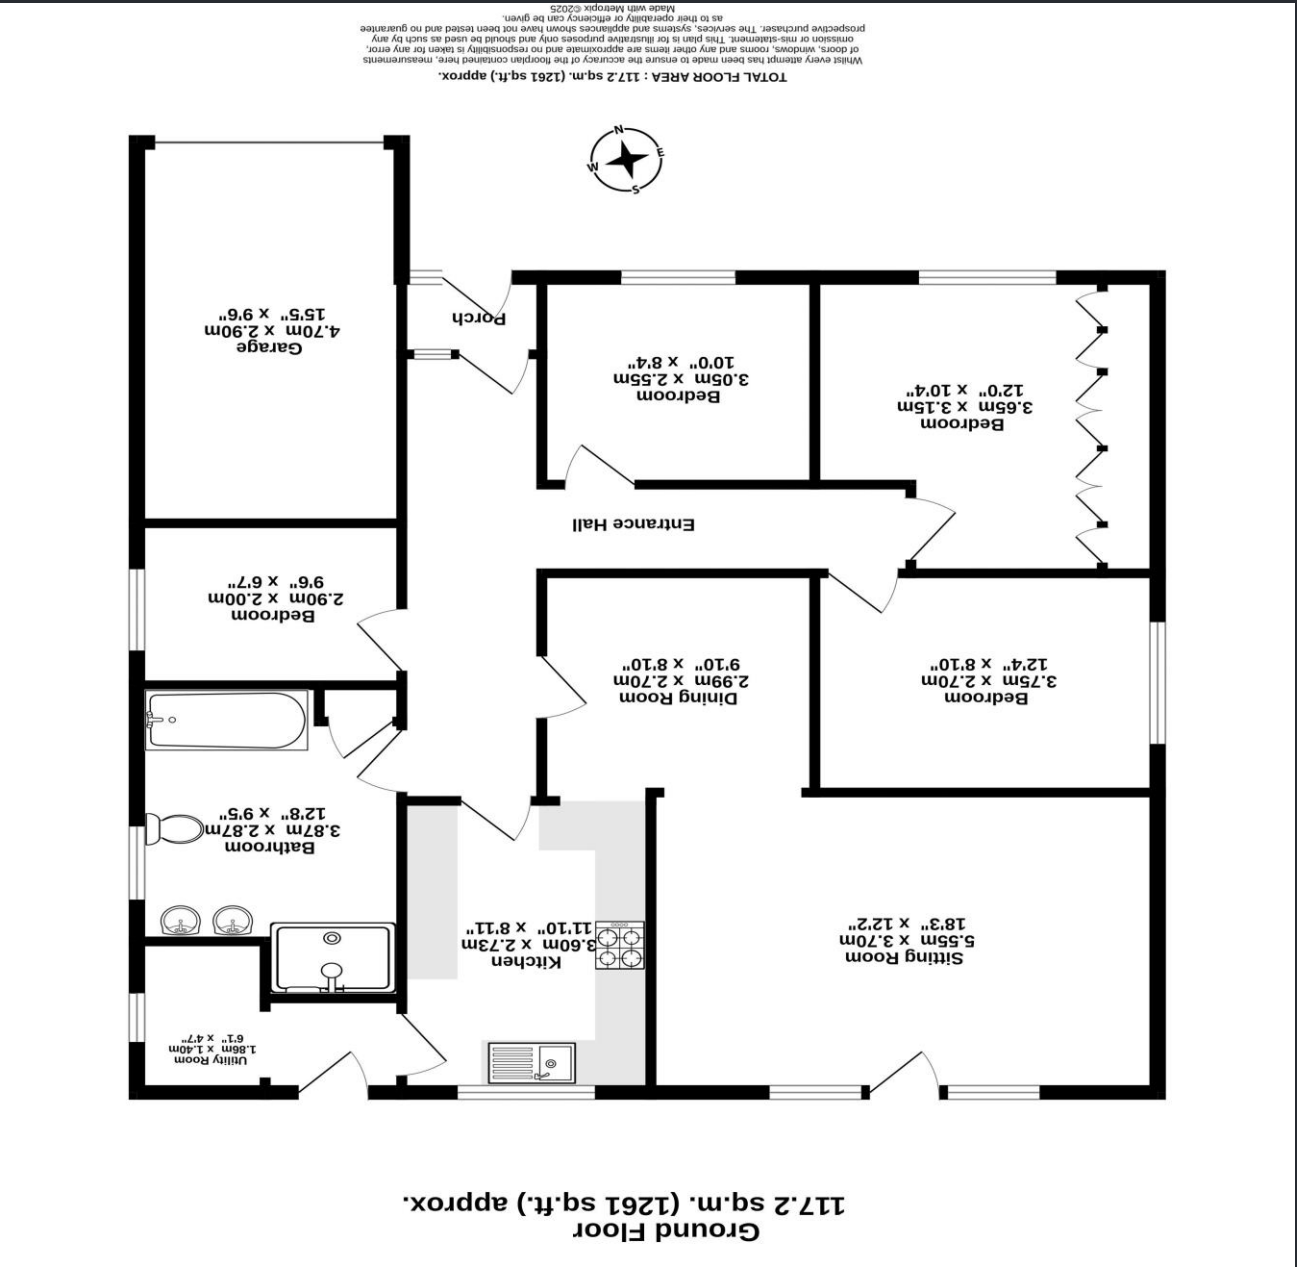 Ground Floor
117.2 sq.m. (1261 sq.ft.) approx.
Utility Room
1.86m x 1.40m
6'1" x 4'7"
Kitchen
3.60m x 2.73m
11'10" x 8'11"
Sitting Room
5.55m x 3.70m
18'3" x 12'2"
Bathroom
3.87m x 2.87m
12'8" x 9'5"
Dining Room
2.99m x 2.70m
9'10" x 8'10"
Bedroom
3.75m x 2.70m
12'4" x 8'10"
Bedroom
2.90m x 2.00m
9'6" x 6'7"
Entrance Hall
Bedroom
3.65m x 3.15m
12'0" x 10'4"
Bedroom
3.05m x 2.55m
10'0" x 8'4"
Garage
4.70m x 2.90m
15'5" x 9'6"
Porch
N
E
S
W
TOTAL FLOOR AREA : 117.2 sq.m. (1261 sq.ft.) approx.
Whilst every attempt has been made to ensure the accuracy of the floorplan contained here, measurements
of doors, windows, rooms and any other items are approximate and no responsibility is taken for any error,
omission or mis-statement. This plan is for illustrative purposes only and should be used as such by any
prospective purchaser. The services, systems and appliances shown have not been tested and no guarantee
as to their operability or efficiency can be given.
Made with Metropix ©2025